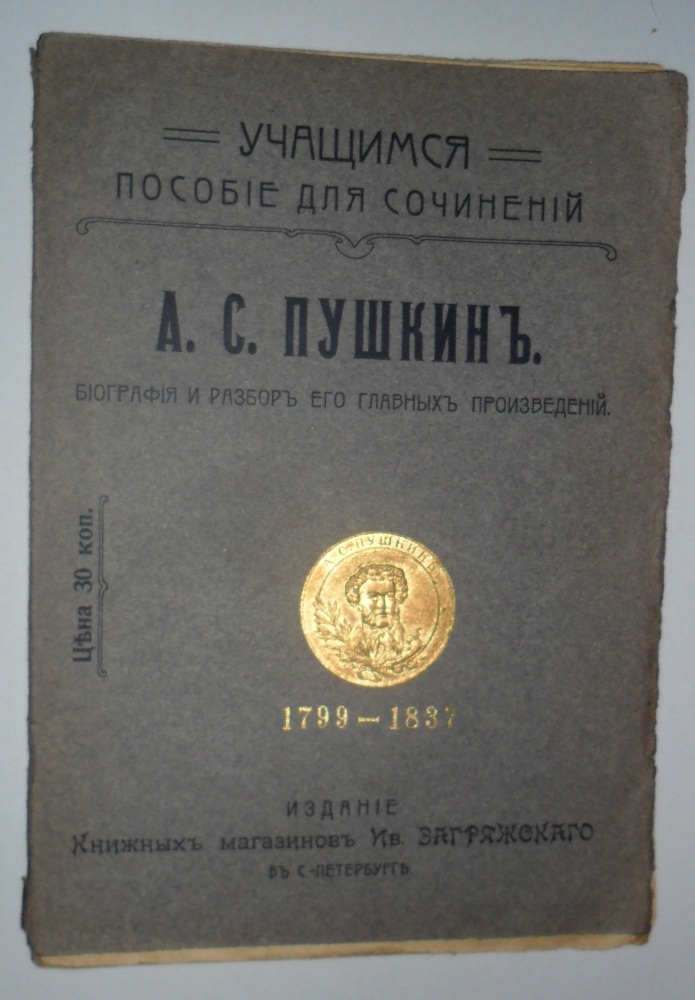 УЧАЩИМСЯ
ПОСОБІЕ ДЛЯ СОЧИНЕНІЙ
А. С. ПУШКИНЪ.
БІОГРАФІЯ И РАЗБОРЪ ЕГО ГЛАВНЫХЪ ПРОИЗВЕДЕНІЙ.
Цѣна 30 коп.
А·С·ПУШКИНЪ
1799—1837
ИЗДАНІЕ
Книжныхъ магазиновъ Ив. ЗАГРЯЖСКАГО
ВЪ С-ПЕТЕРБУРГѢ